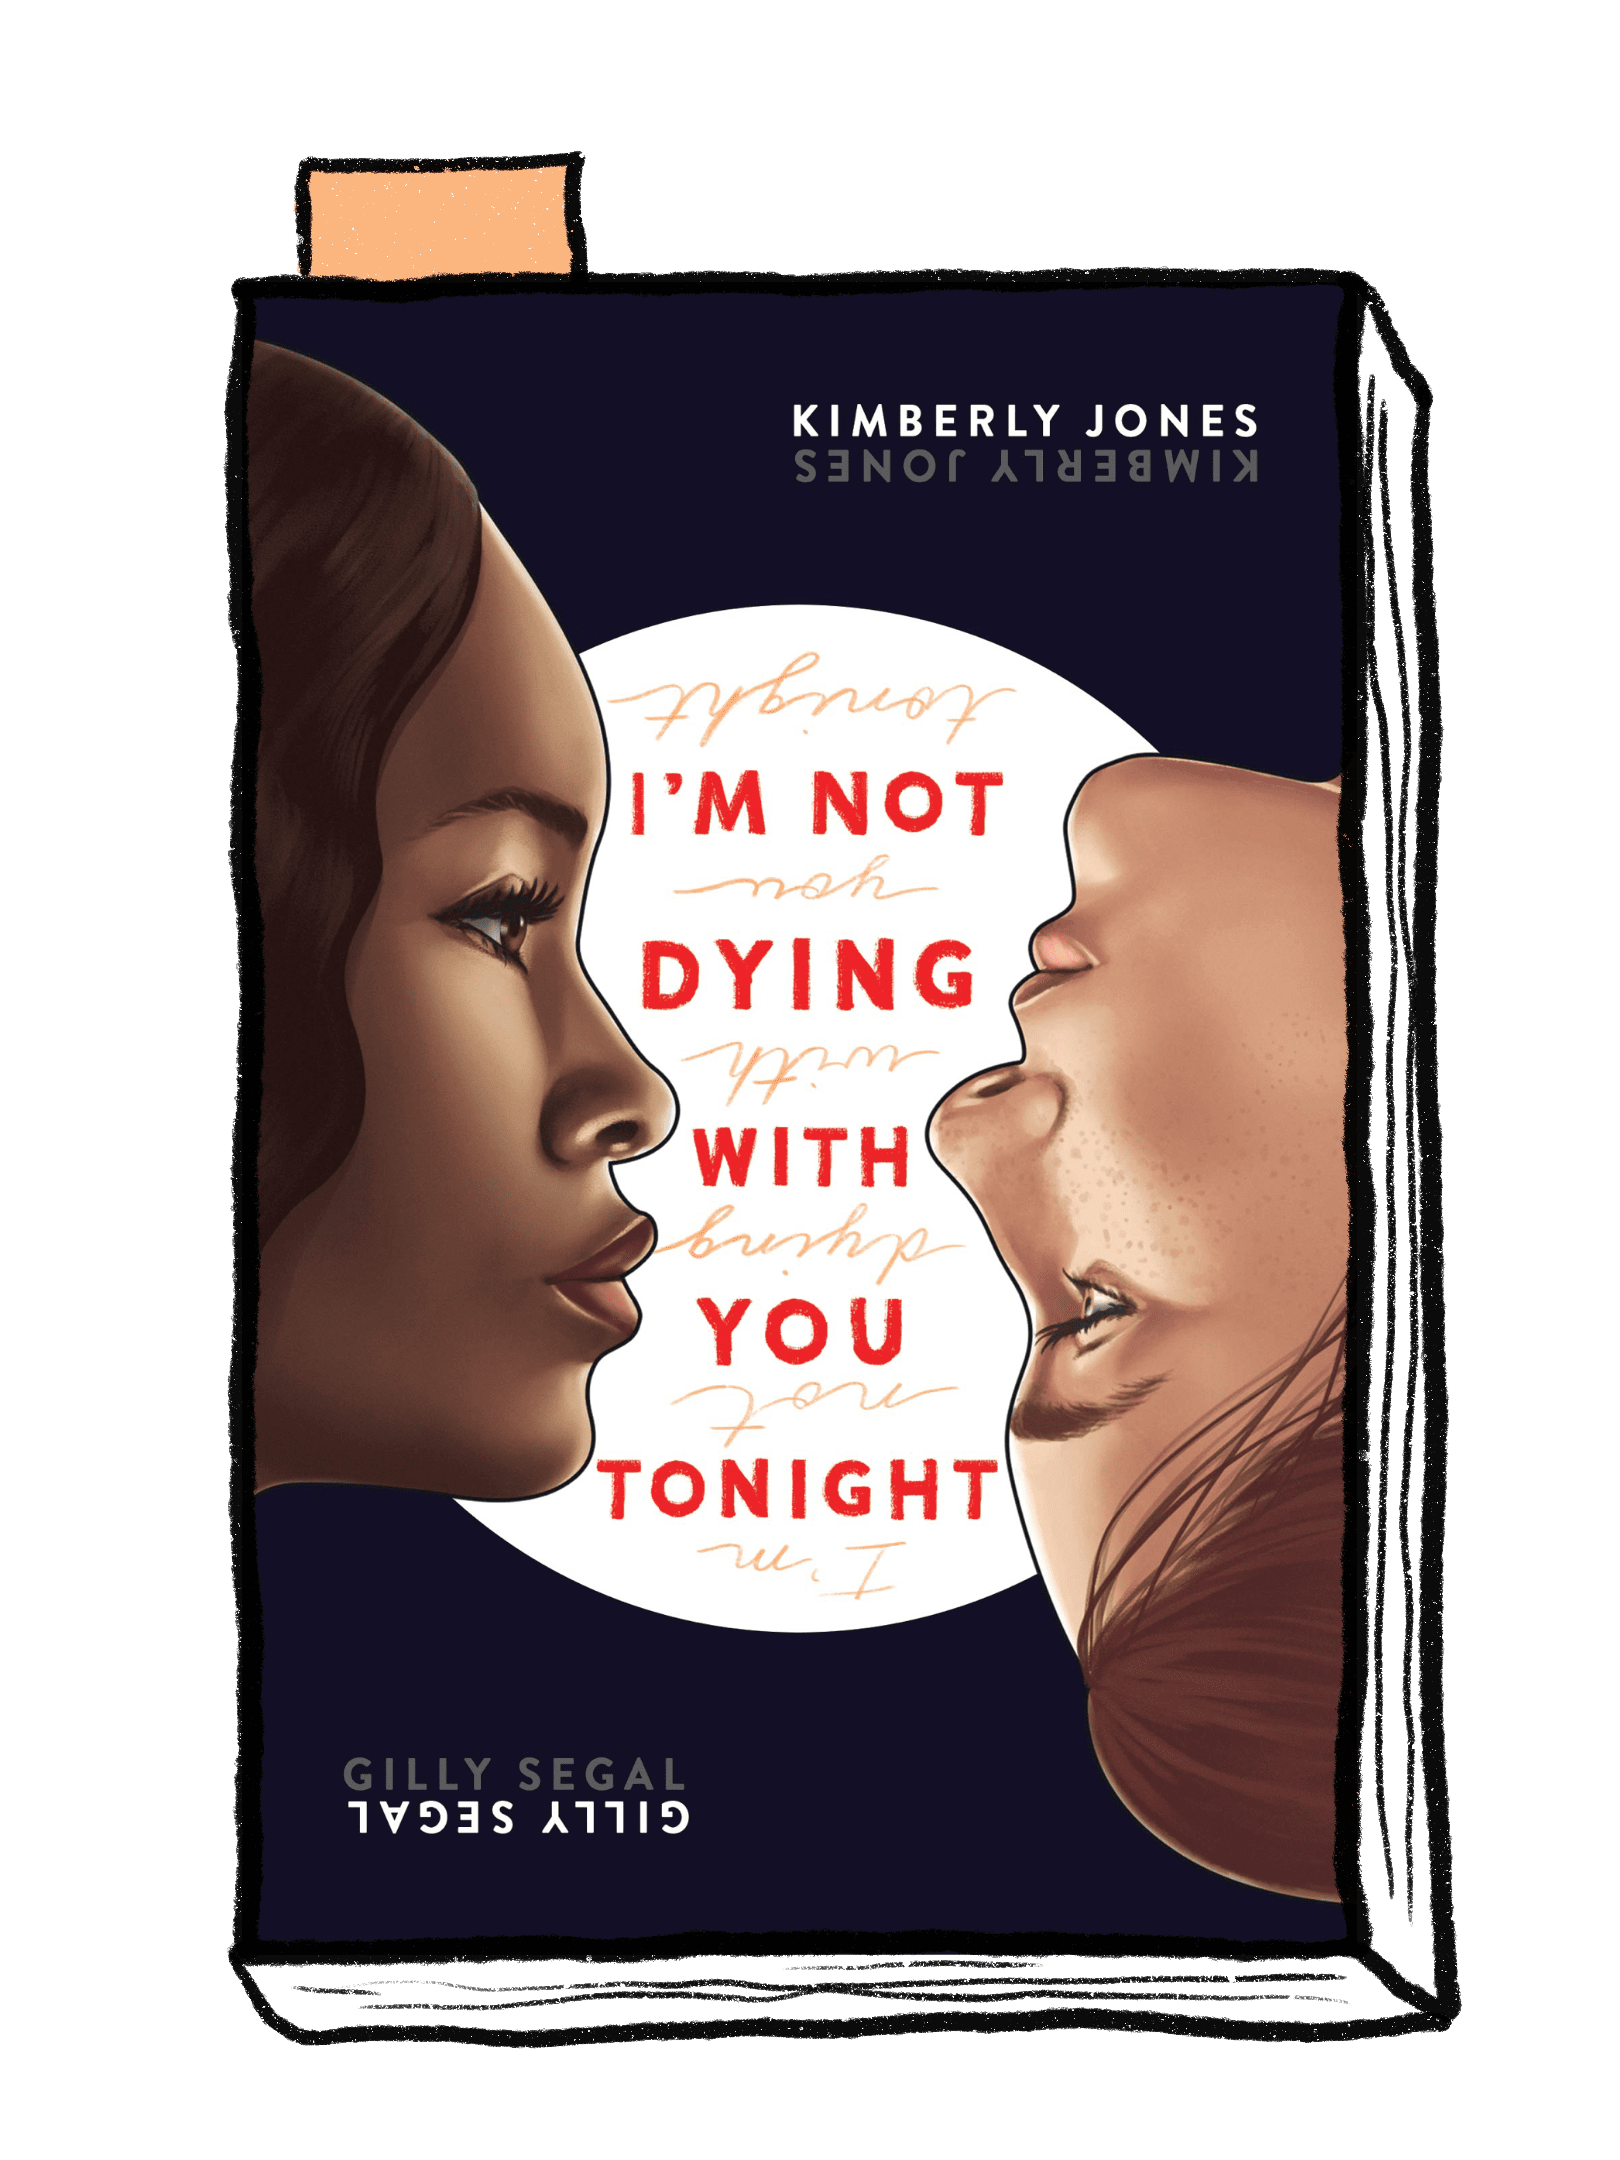 KIMBERLY JONES
KIMBERLY JONES
tonight
I'M NOT
you
DYING
with
WITH
dying
YOU
not
TONIGHT
I'm
GILLY SEGAL
GILLY SEGAL